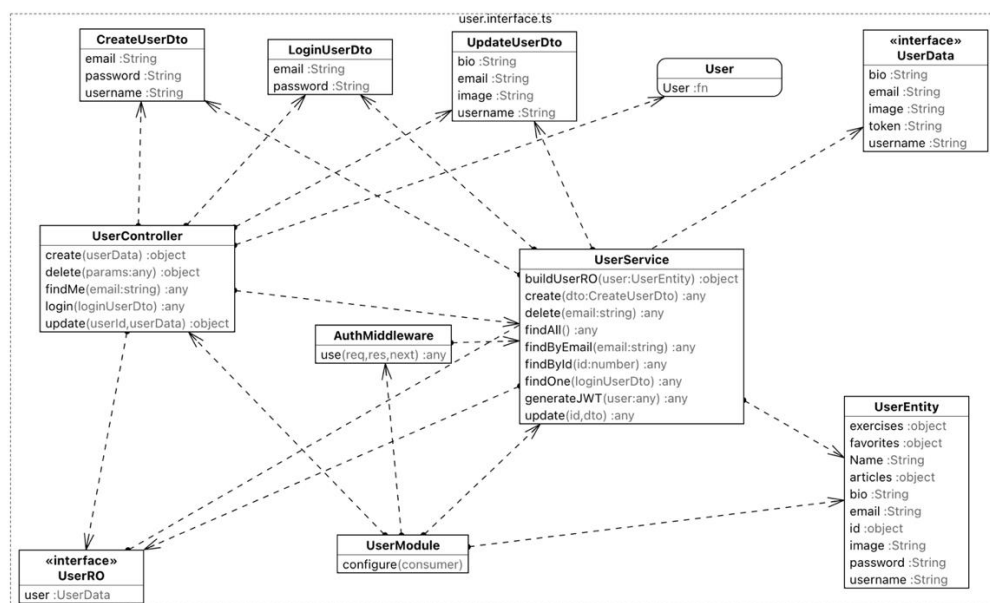 user.interface.ts
CreateUserDto
email :String
password :String
username :String
LoginUserDto
email :String
password :String
UpdateUserDto
bio :String
email :String
image :String
username :String
User
User :fn
«interface»
UserData
bio :String
email :String
image :String
token :String
username :String
UserController
create(userData) :object
delete(params:any) :object
findMe(email:string) :any
login(loginUserDto) :any
update(userId,userData) :object
AuthMiddleware
use(req,res,next) :any
UserService
buildUserRO(user:UserEntity) :object
create(dto:CreateUserDto) :any
delete(email:string) :any
findAll() :any
findByEmail(email:string) :any
findById(id:number) :any
findOne(loginUserDto) :any
generateJWT(user:any) :any
update(id,dto) :any
UserEntity
exercises :object
favorites :object
Name :String
articles :object
bio :String
email :String
id :object
image :String
password :String
username :String
«interface»
UserRO
user :UserData
UserModule
configure(consumer)